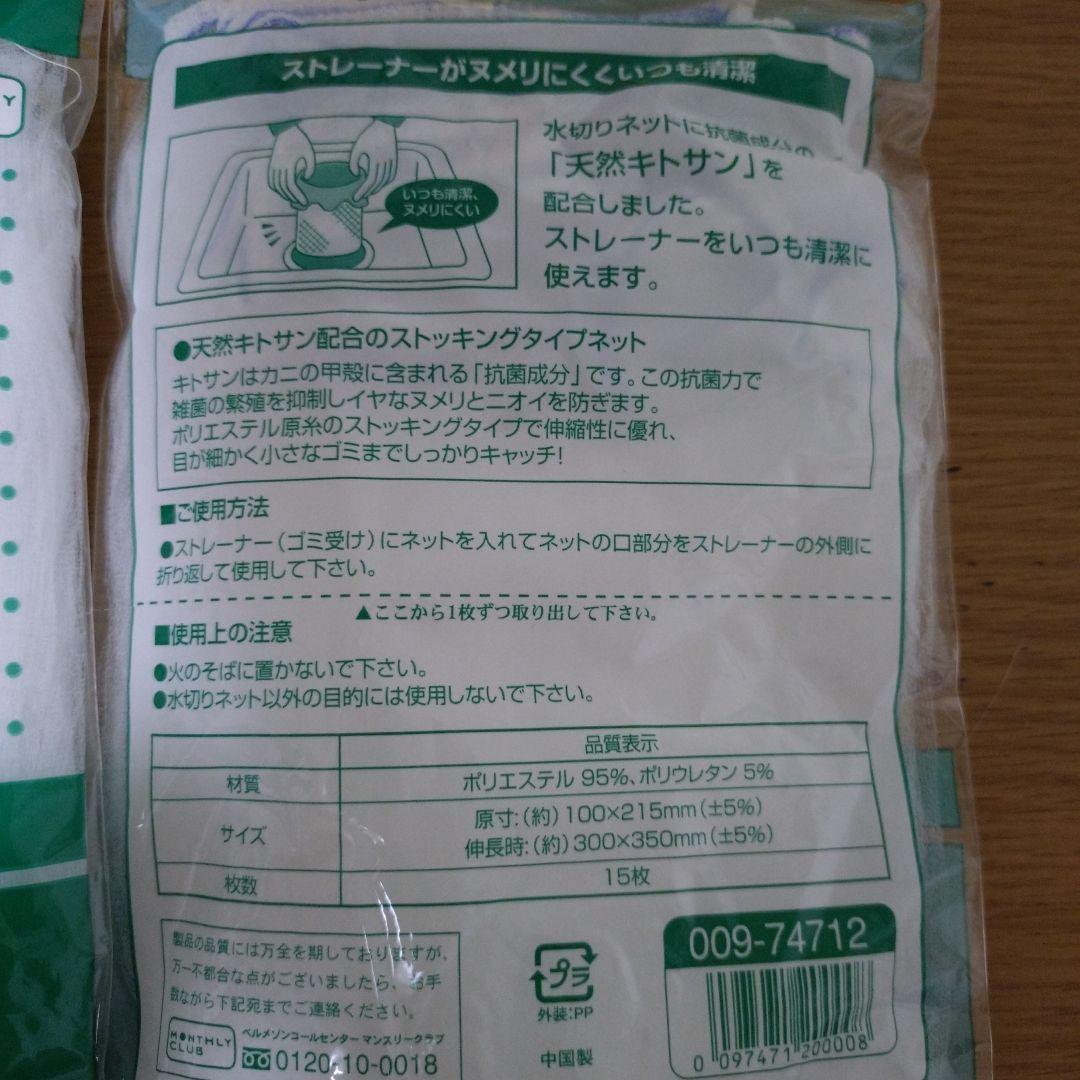 ストレーナーがヌメリにくくいつも清潔
いつも清潔、
ヌメリにくい
水切りネットに抗菌成分の
「天然キトサン」を
配合しました。
ストレーナーをいつも清潔に
使えます。
●天然キトサン配合のストッキングタイプネット
キトサンはカニの甲殻に含まれる「抗菌成分」です。この抗菌力で
雑菌の繁殖を抑制しイヤなヌメリとニオイを防ぎます。
ポリエステル原糸のストッキングタイプで伸縮性に優れ、
目が細かく小さなゴミまでしっかりキャッチ!
■ご使用方法
●ストレーナー(ゴミ受け)にネットを入れてネットの口部分をストレーナーの外側に
折り返して使用して下さい。
▲ここから1枚ずつ取り出して下さい。
■使用上の注意
●火のそばに置かないで下さい。
●水切りネット以外の目的には使用しないで下さい。
品質表示
材質 ポリエステル 95%、ポリウレタン 5%
サイズ 原寸:(約)100×215mm(±5%)
伸長時:(約)300×350mm(±5%)
枚数 15枚
製品の品質には万全を期しておりますが、
万一不都合な点がございましたら、お手
数ながら下記宛までご連絡ください。
MONTHLY
CLUB
ベルメゾンコールセンター マンスリークラブ
0120-10-0018
プラ
外装:PP
中国製
009-74712
0 097471 200008
Y